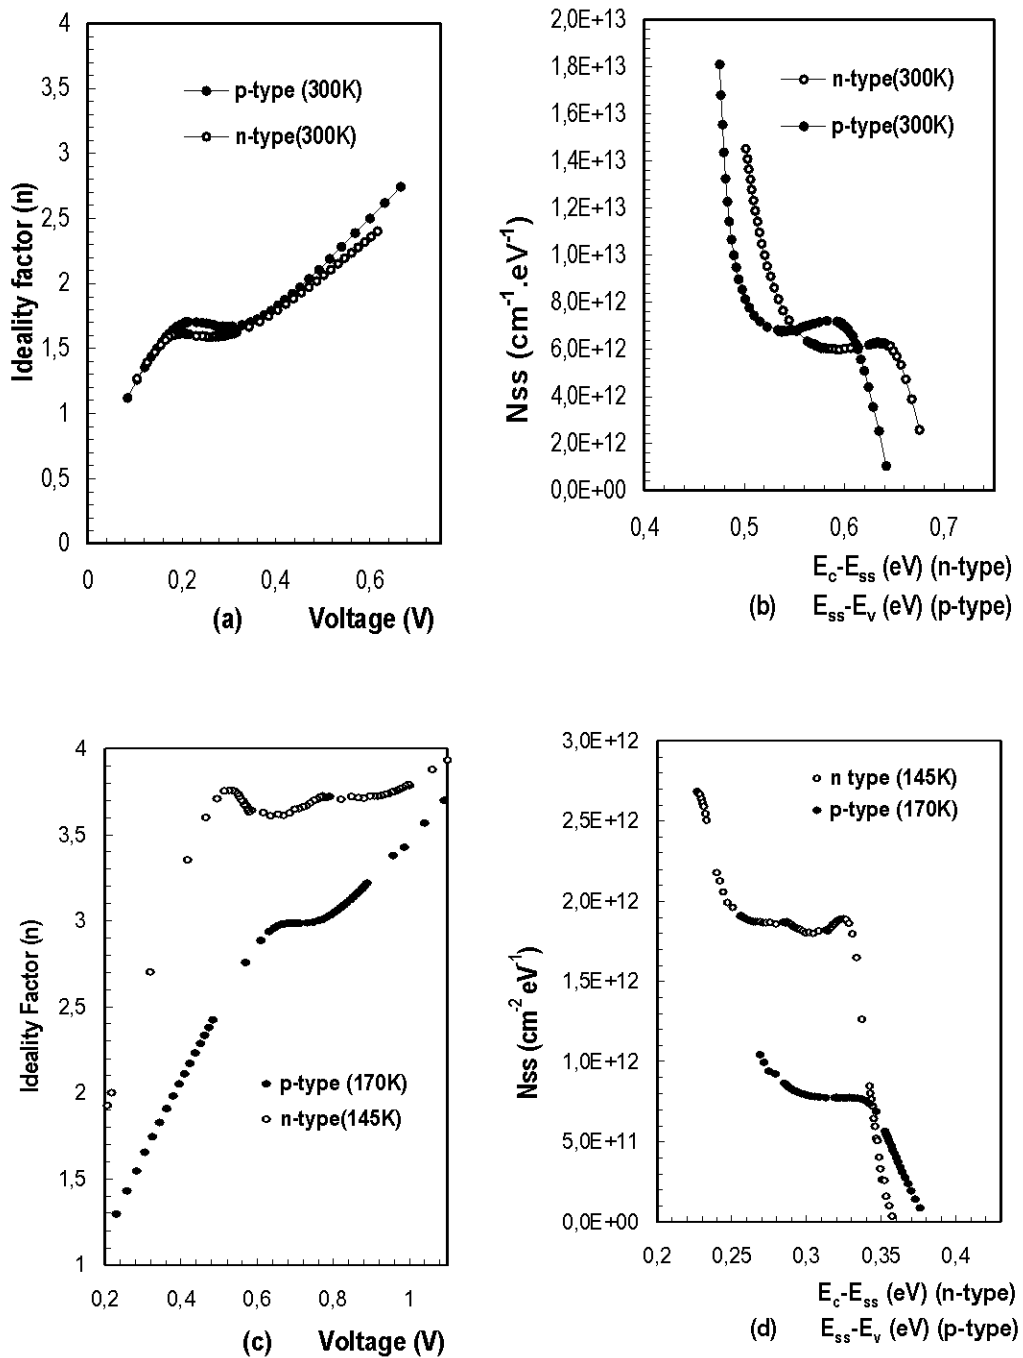 4
3,5
3
2,5
2
1,5
1
0,5
0
Ideality factor (n)
p-type (300K)
n-type(300K)
0
0,2
0,4
0,6
(a) Voltage (V)
2,0E+13
1,8E+13
1,6E+13
1,4E+13
1,2E+13
1,0E+13
8,0E+12
6,0E+12
4,0E+12
2,0E+12
0,0E+00
Nss (cm-1.eV-1)
n-type(300K)
p-type(300K)
0,4
0,5
0,6
0,7
Ec-Ess (eV) (n-type)
(b) Ess-Ev (eV) (p-type)
4
3,5
3
2,5
2
1,5
1
Ideality Factor (n)
p-type (170K)
n-type(145K)
0,2
0,4
0,6
0,8
1
(c) Voltage (V)
3,0E+12
2,5E+12
2,0E+12
1,5E+12
1,0E+12
5,0E+11
0,0E+00
Nss (cm-2 eV-1)
n type (145K)
p-type (170K)
0,2
0,25
0,3
0,35
0,4
Ec-Ess (eV) (n-type)
(d) Ess-Ev (eV) (p-type)